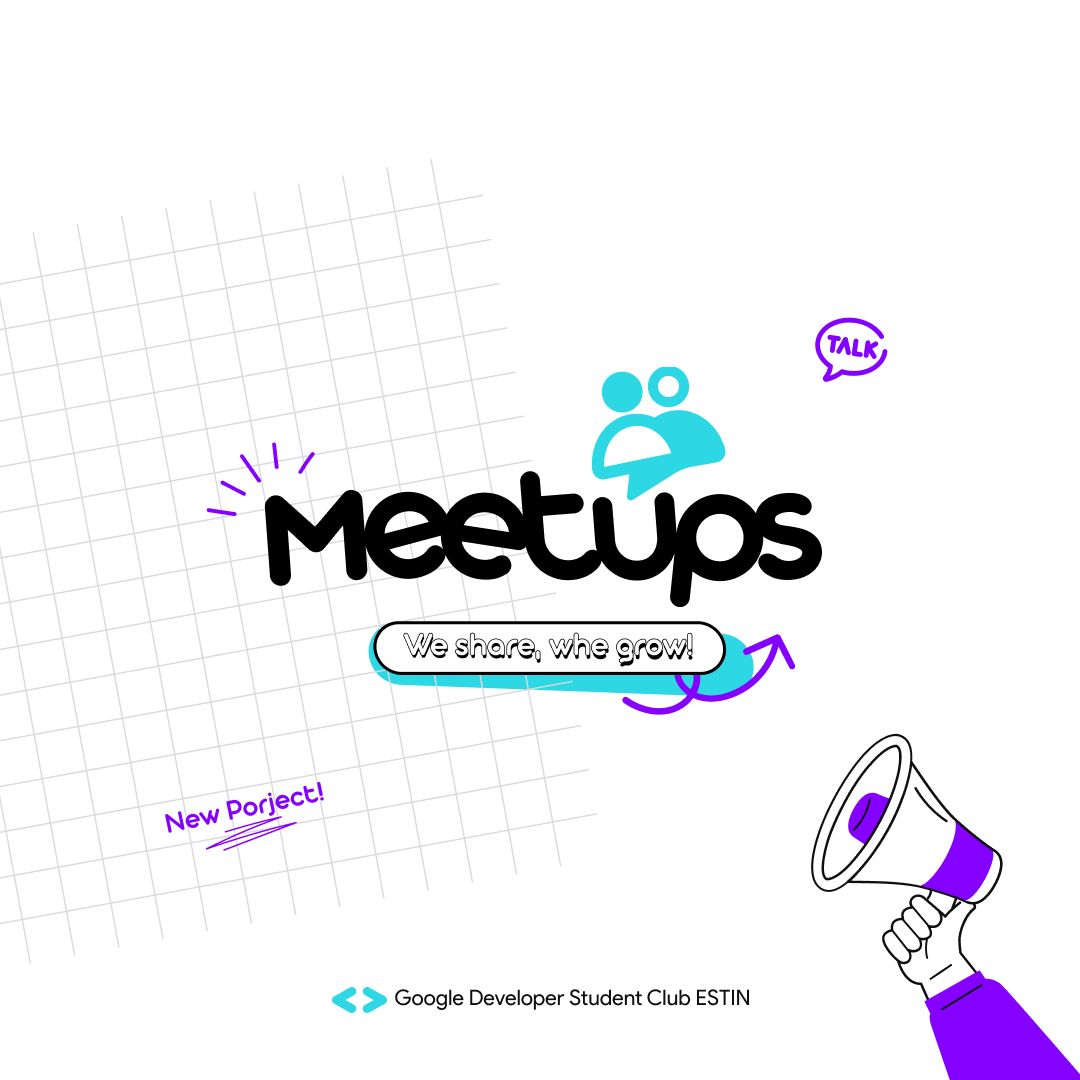 TALK
Meetups
We share, whe grow!
New Porject!
Google Developer Student Club ESTIN